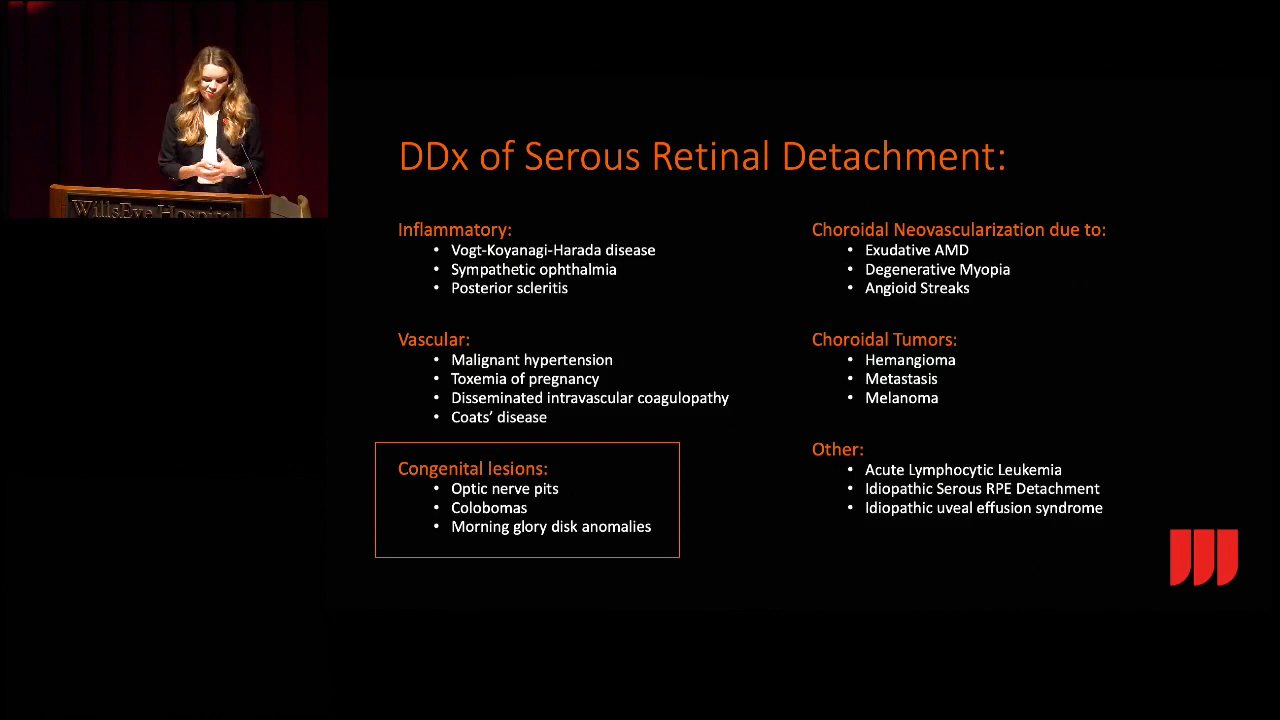 WillsEye Hospital
DDx of Serous Retinal Detachment:
Inflammatory:
• Vogt-Koyanagi-Harada disease
• Sympathetic ophthalmia
• Posterior scleritis
Vascular:
• Malignant hypertension
• Toxemia of pregnancy
• Disseminated intravascular coagulopathy
• Coats’ disease
Congenital lesions:
• Optic nerve pits
• Colobomas
• Morning glory disk anomalies
Choroidal Neovascularization due to:
• Exudative AMD
• Degenerative Myopia
• Angioid Streaks
Choroidal Tumors:
• Hemangioma
• Metastasis
• Melanoma
Other:
• Acute Lymphocytic Leukemia
• Idiopathic Serous RPE Detachment
• Idiopathic uveal effusion syndrome